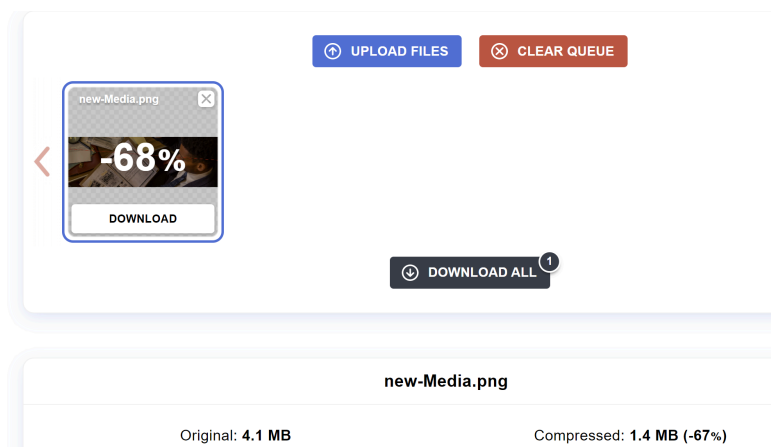 UPLOAD FILES
CLEAR QUEUE
new-Media.png
-68%
DOWNLOAD
DOWNLOAD ALL
1
new-Media.png
Original: 4.1 MB
Compressed: 1.4 MB (-67%)